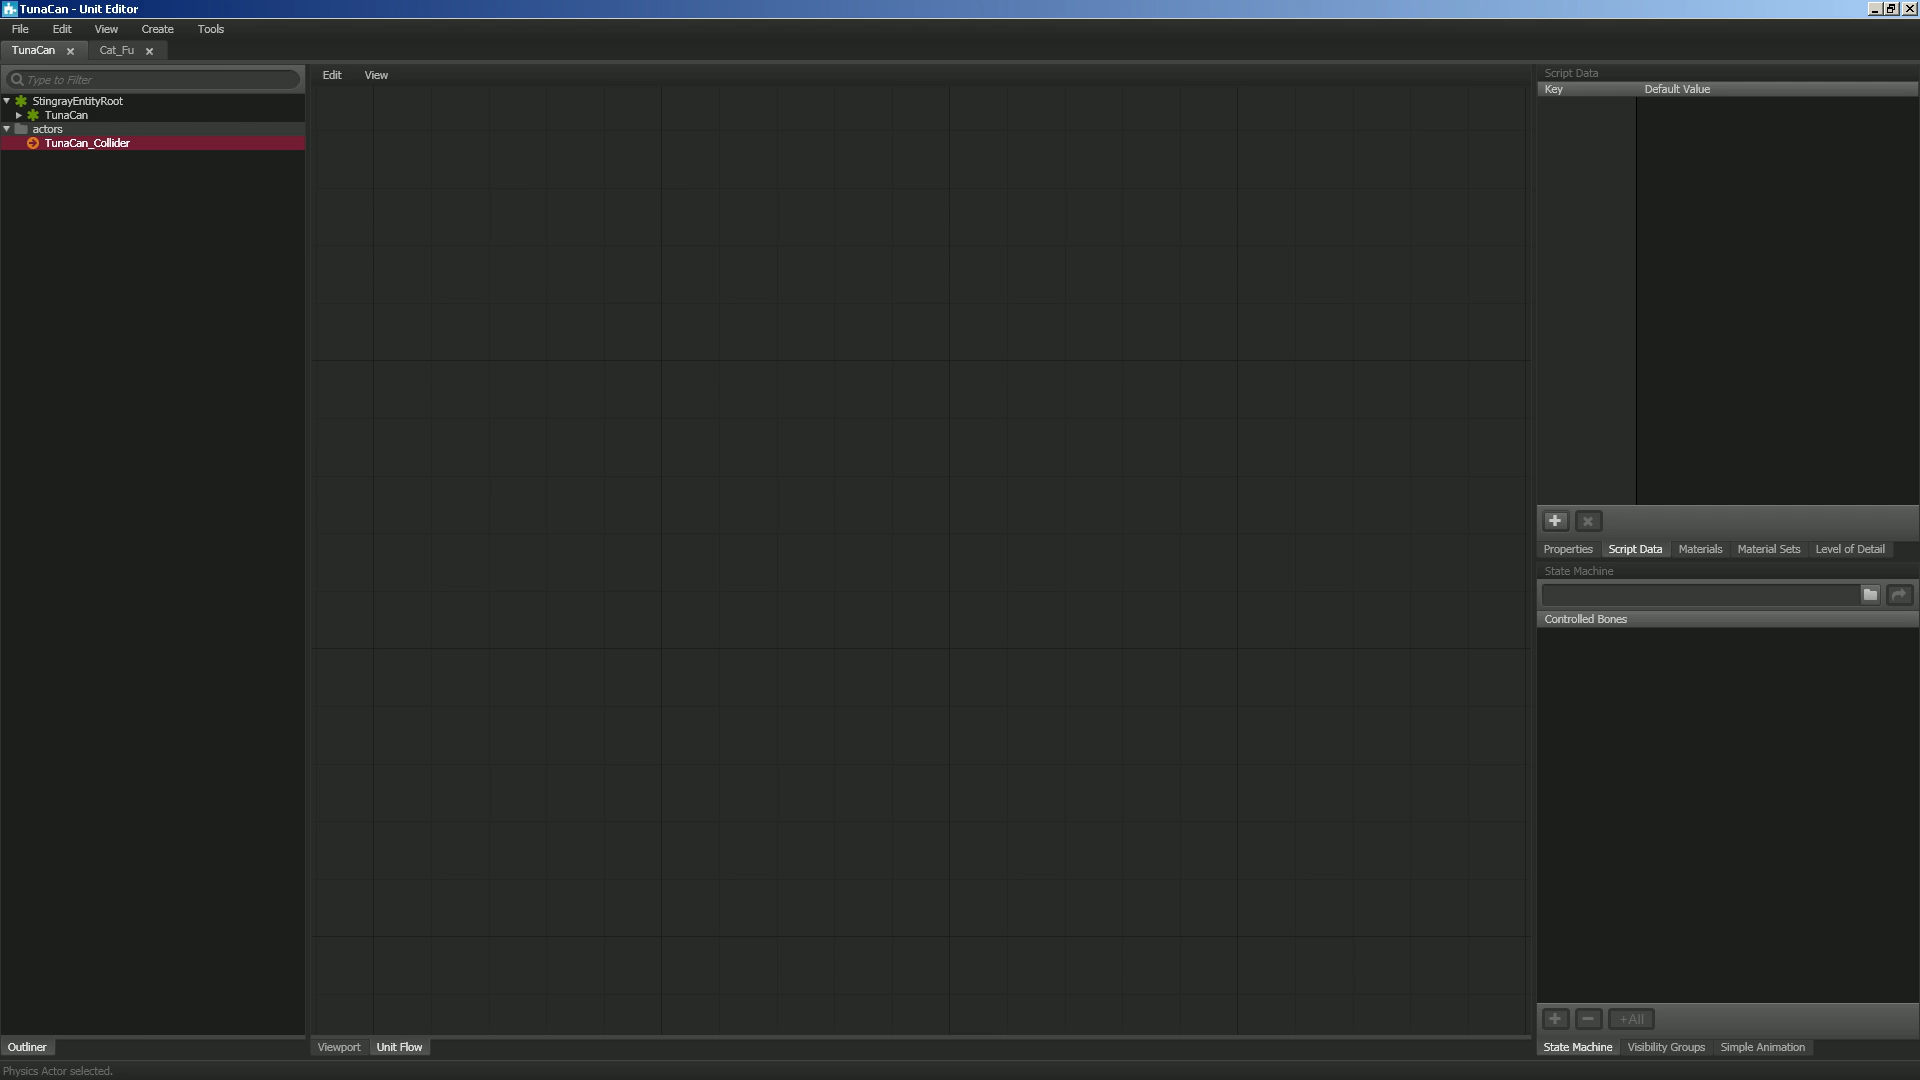 TunaCan - Unit Editor
File Edit View Create Tools
TunaCan Cat_Fu
Type to Filter
StingrayEntityRoot
TunaCan
actors
TunaCan_Collider
Edit View
Script Data
Key Default Value
Properties Script Data Materials Material Sets Level of Detail
State Machine
Controlled Bones
+All
State Machine Visibility Groups Simple Animation
Outliner
Viewport Unit Flow
Physics Actor selected.